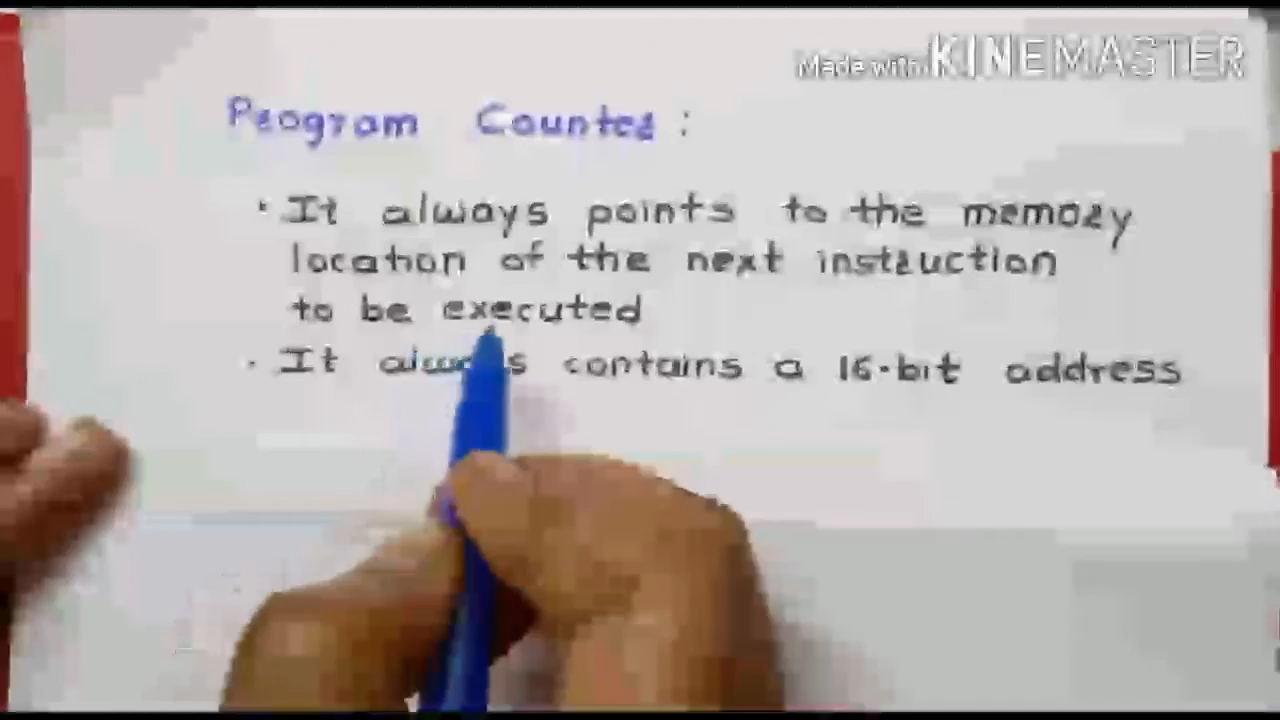 Made with KINEMASTER
Program Counter :
· It always points to the memory
location of the next instruction
to be executed
· It always contains a 16-bit address